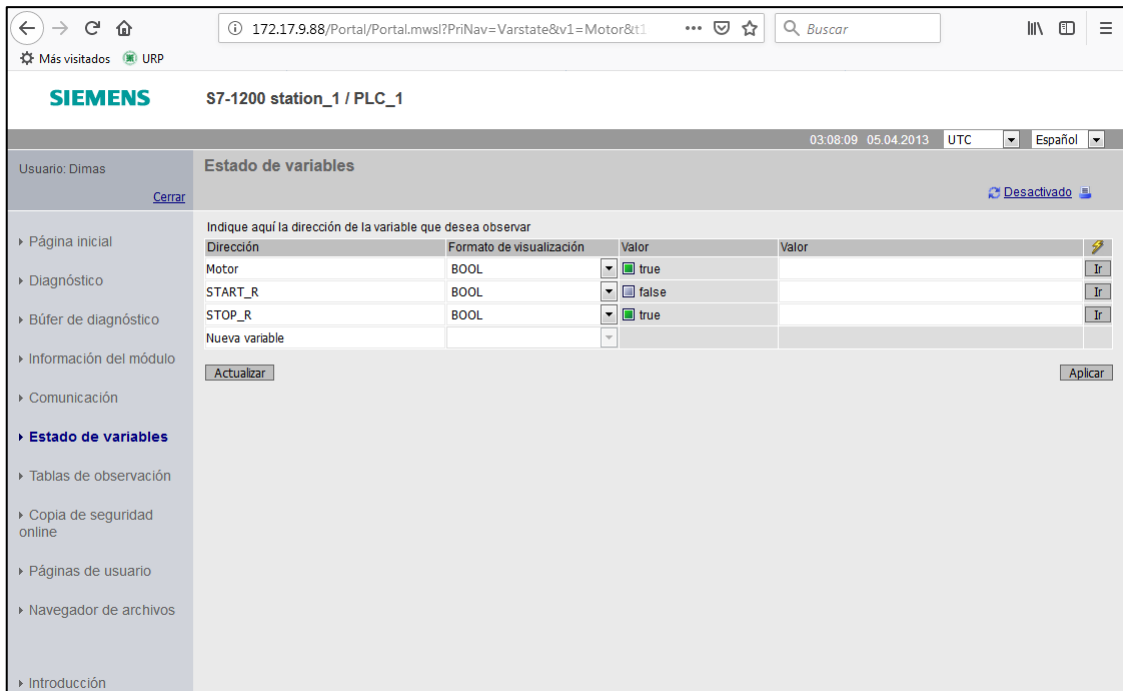 172.17.9.88/Portal/Portal.mwsl?PriNav=Varstate&v1=Motor&t1
Buscar
Más visitados URP
SIEMENS S7-1200 station_1 / PLC_1
03:08:09 05.04.2013 UTC Español
Usuario: Dimas
Estado de variables
Cerrar
Desactivado
Página inicial
Diagnóstico
Búfer de diagnóstico
Información del módulo
Comunicación
Estado de variables
Tablas de observación
Copia de seguridad
online
Páginas de usuario
Navegador de archivos
Introducción
Indique aquí la dirección de la variable que desea observar
Dirección Formato de visualización Valor Valor
Motor BOOL true Ir
START_R BOOL false Ir
STOP_R BOOL true Ir
Nueva variable
Actualizar Aplicar